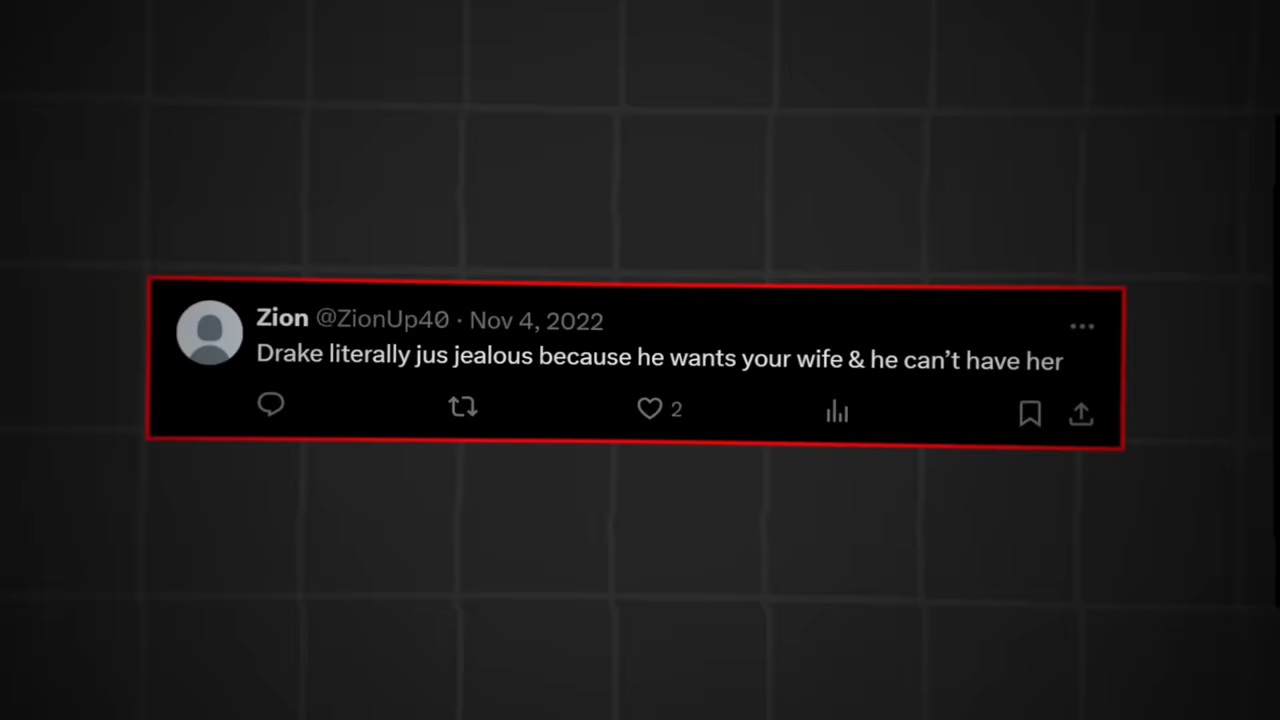 Zion @ZionUp40 · Nov 4, 2022
Drake literally jus jealous because he wants your wife & he can’t have her
2